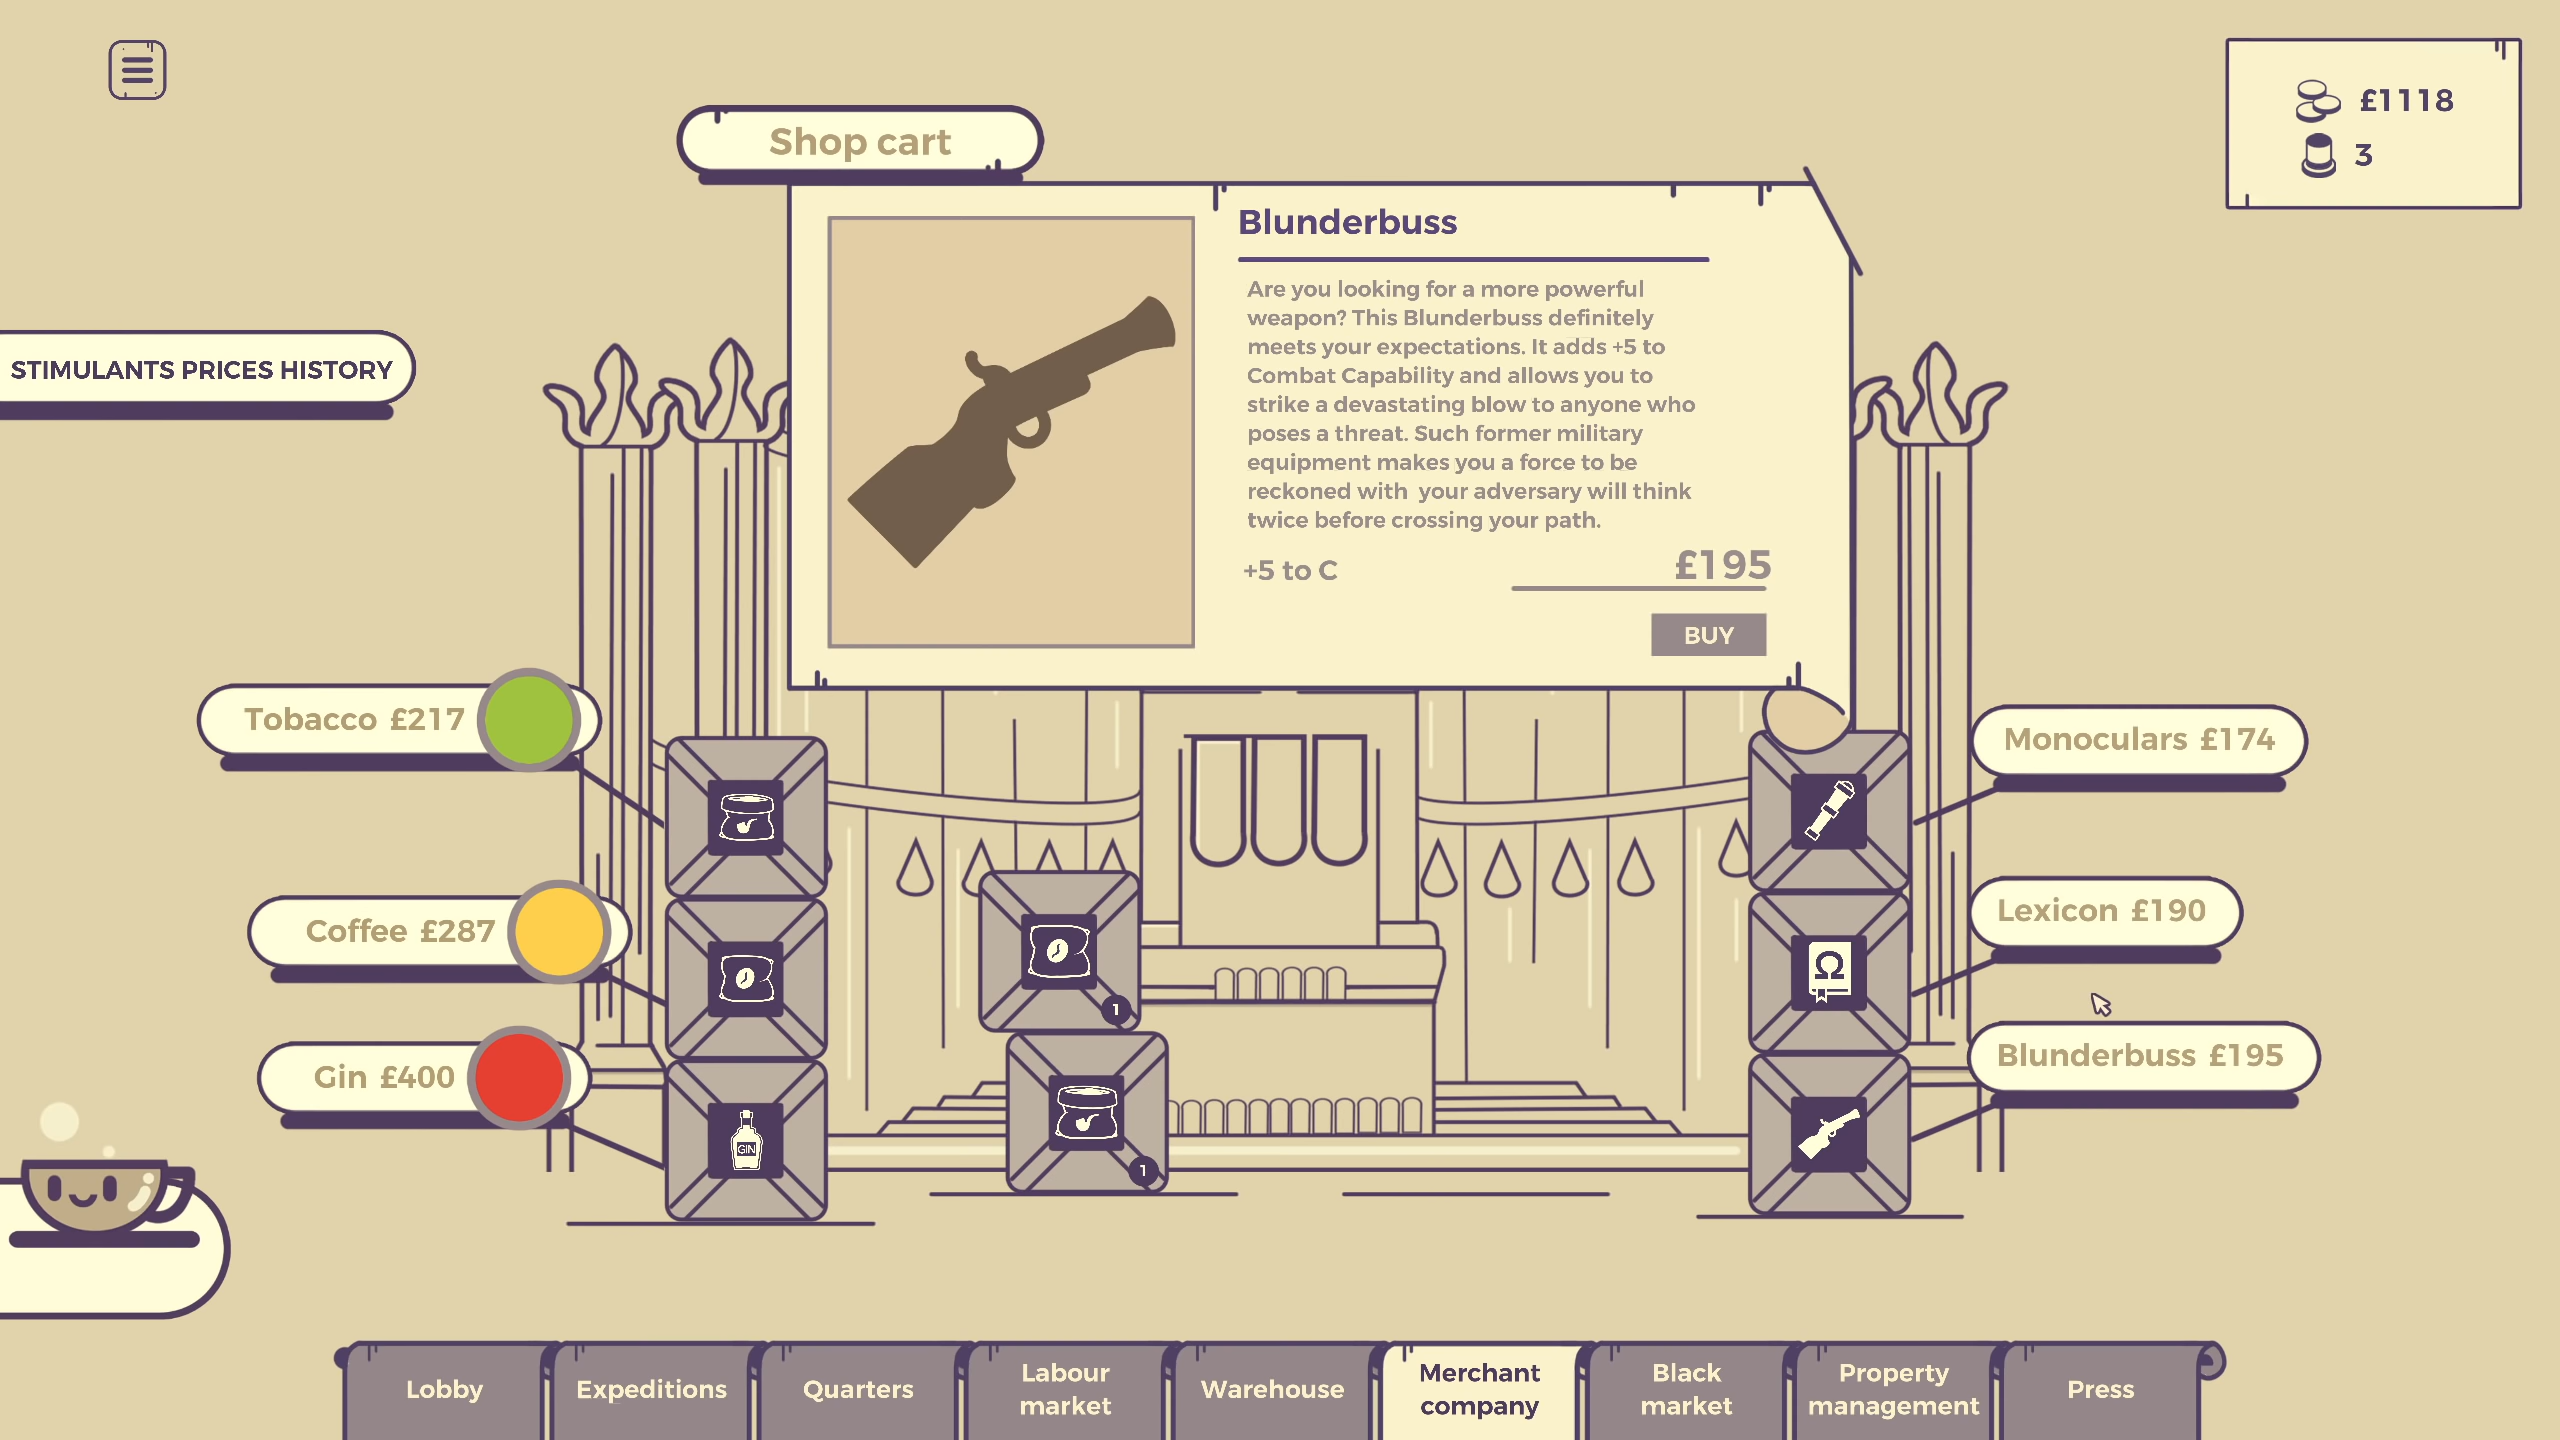 £1118
3
Shop cart
Blunderbuss
Are you looking for a more powerful
weapon? This Blunderbuss definitely
meets your expectations. It adds +5 to
Combat Capability and allows you to
strike a devastating blow to anyone who
poses a threat. Such former military
equipment makes you a force to be
reckoned with  your adversary will think
twice before crossing your path.
+5 to C
£195
BUY
STIMULANTS PRICES HISTORY
Tobacco £217
Coffee £287
Gin £400
GIN
1
1
Monoculars £174
Lexicon £190
Ω
Blunderbuss £195
Lobby
Expeditions
Quarters
Labour
market
Warehouse
Merchant
company
Black
market
Property
management
Press